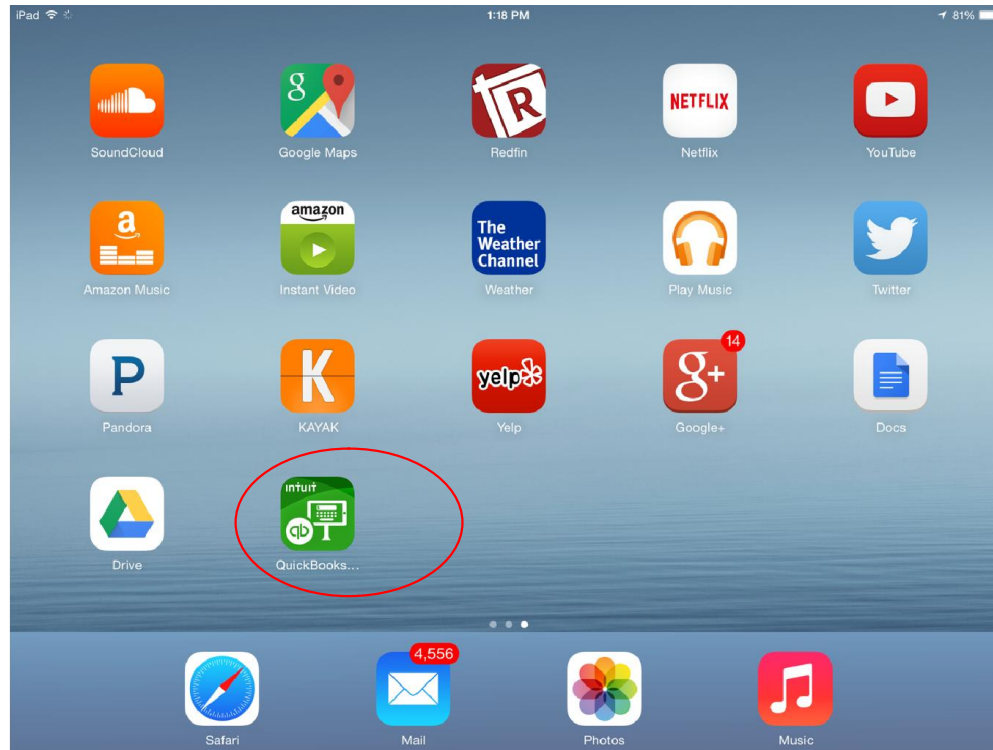 iPad 1:18 PM 81%
g R NETFLIX
SoundCloud Google Maps Redfin Netflix YouTube
a amazon The Weather Channel
Amazon Music Instant Video Weather Play Music Twitter
P K yelp g+ 14
Pandora KAYAK Yelp Google+ Docs
intuit
qb
Drive QuickBooks...
4,556
Safari Mail Photos Music